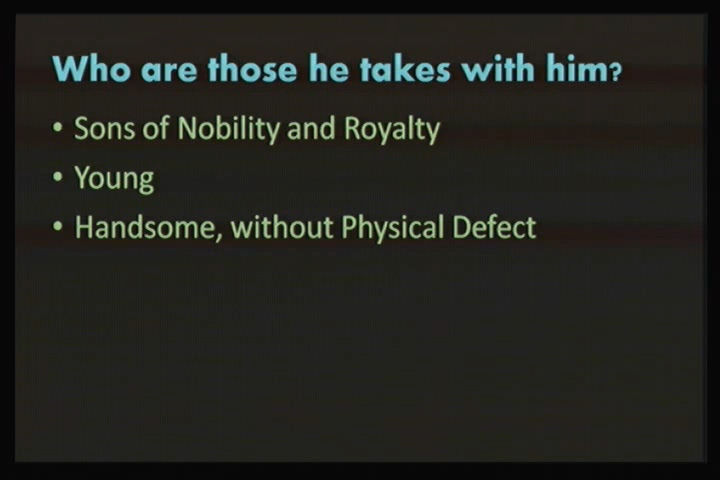 Who are those he takes with him?
• Sons of Nobility and Royalty
• Young
• Handsome, without Physical Defect